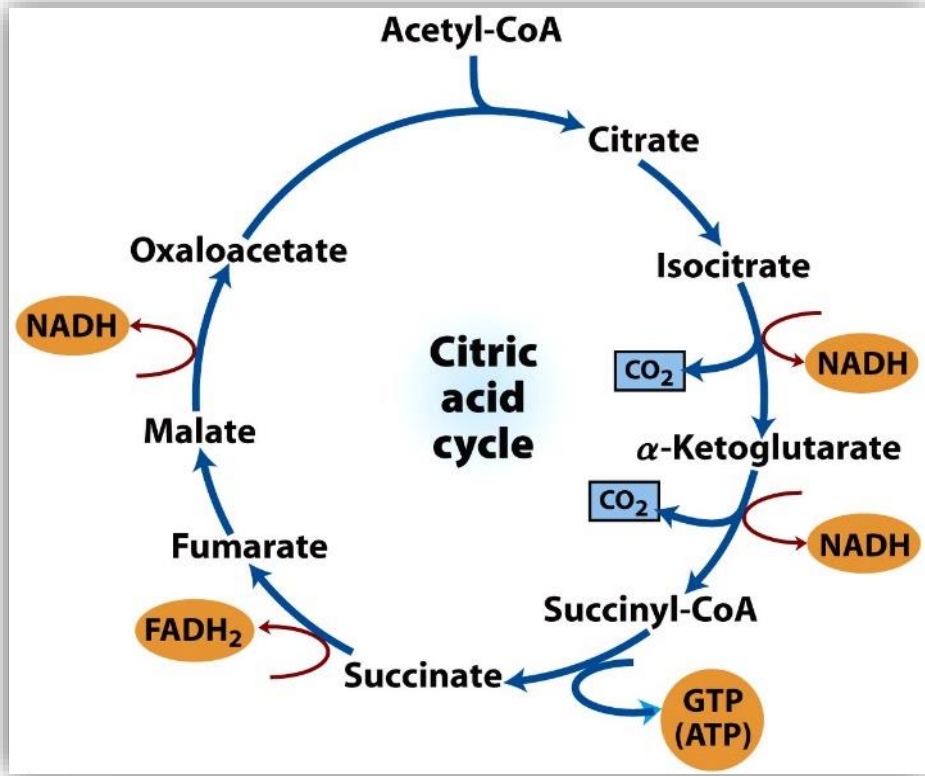 Acetyl-CoA
Citrate
Isocitrate
NADH
CO₂
α-Ketoglutarate
NADH
CO₂
Succinyl-CoA
GTP
(ATP)
Succinate
FADH₂
Fumarate
Malate
NADH
Oxaloacetate
Citric
acid
cycle